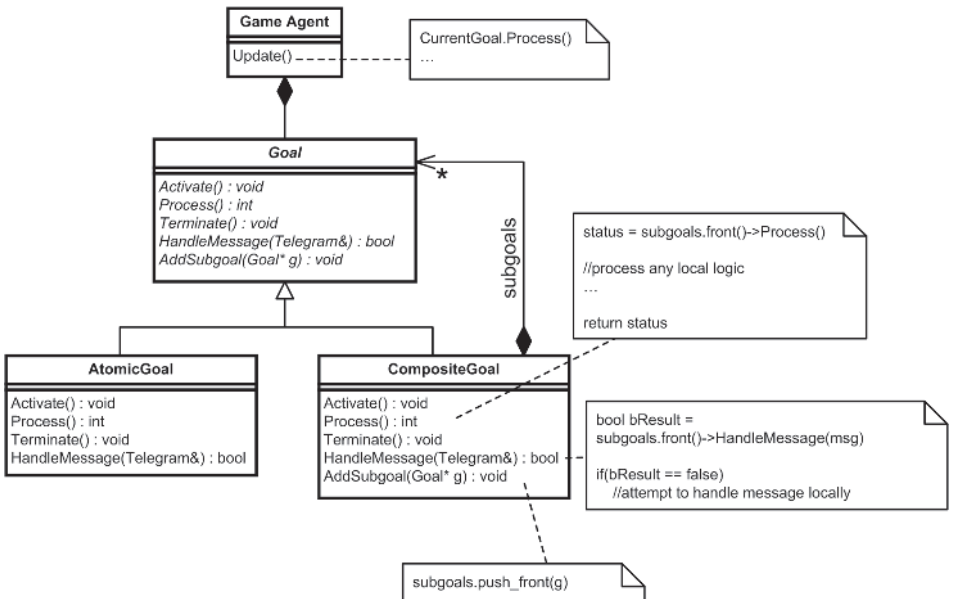 Game Agent
Update()
CurrentGoal.Process()
...
Goal
Activate() : void
Process() : int
Terminate() : void
HandleMessage(Telegram&) : bool
AddSubgoal(Goal* g) : void
*
subgoals
status = subgoals.front()->Process()
//process any local logic
...
return status
AtomicGoal
Activate() : void
Process() : int
Terminate() : void
HandleMessage(Telegram&) : bool
CompositeGoal
Activate() : void
Process() : int
Terminate() : void
HandleMessage(Telegram&) : bool
AddSubgoal(Goal* g) : void
bool bResult =
subgoals.front()->HandleMessage(msg)
if(bResult == false)
//attempt to handle message locally
subgoals.push_front(g)